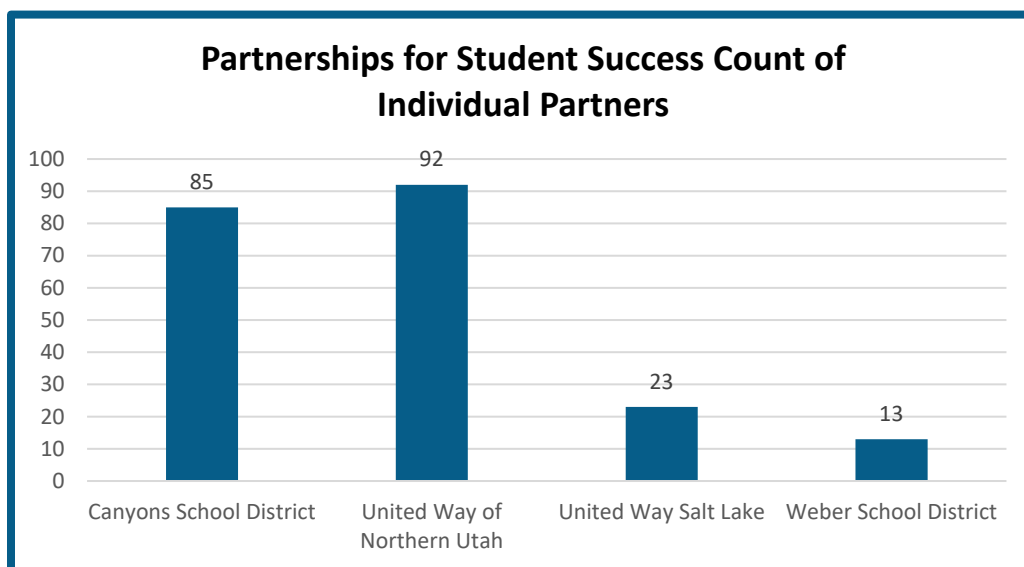 Partnerships for Student Success Count of
Individual Partners
100
90
80
70
60
50
40
30
20
10
0
85
92
23
13
Canyons School District
United Way of
Northern Utah
United Way Salt Lake
Weber School District